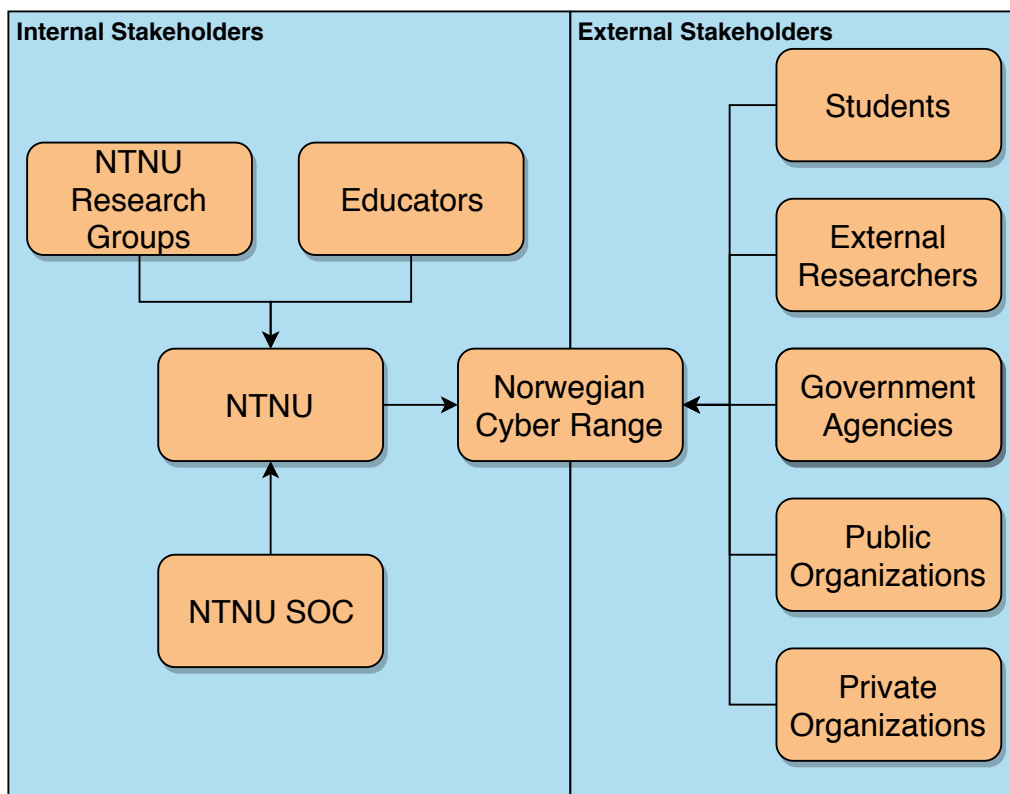 Internal Stakeholders
External Stakeholders
Students
NTNU
Research
Groups
Educators
External
Researchers
NTNU
Norwegian
Cyber Range
Government
Agencies
Public
Organizations
NTNU SOC
Private
Organizations